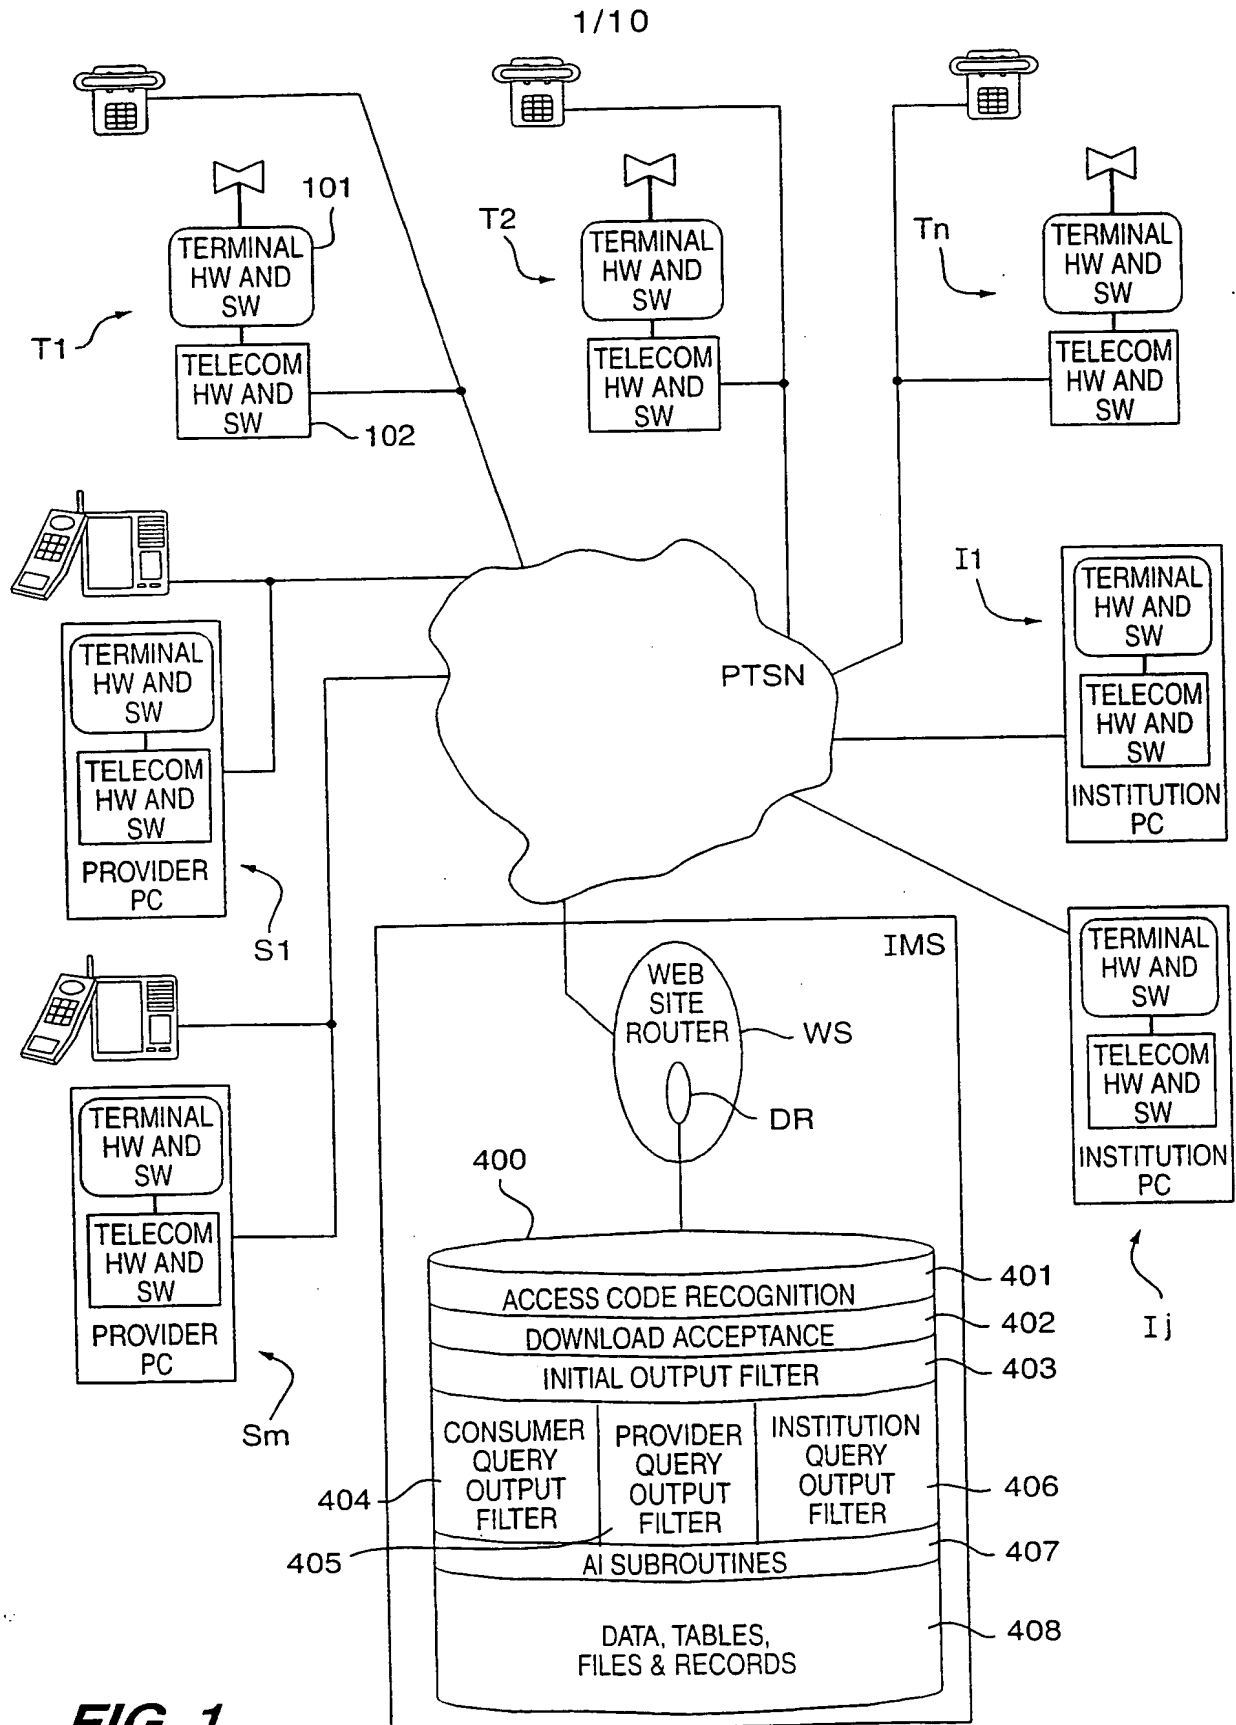 1/10
101
TERMINAL
HW AND
SW
T1
TELECOM
HW AND
SW
102
T2
TERMINAL
HW AND
SW
TELECOM
HW AND
SW
Tn
TERMINAL
HW AND
SW
TELECOM
HW AND
SW
TERMINAL
HW AND
SW
TELECOM
HW AND
SW
PROVIDER
PC
S1
PTSN
I1
TERMINAL
HW AND
SW
TELECOM
HW AND
SW
INSTITUTION
PC
TERMINAL
HW AND
SW
TELECOM
HW AND
SW
PROVIDER
PC
Sm
TERMINAL
HW AND
SW
TELECOM
HW AND
SW
INSTITUTION
PC
Ij
IMS
WEB
SITE
ROUTER
WS
DR
400
ACCESS CODE RECOGNITION
401
DOWNLOAD ACCEPTANCE
402
INITIAL OUTPUT FILTER
403
CONSUMER
QUERY
OUTPUT
FILTER
404
PROVIDER
QUERY
OUTPUT
FILTER
405
INSTITUTION
QUERY
OUTPUT
FILTER
406
AI SUBROUTINES
407
DATA, TABLES,
FILES & RECORDS
408
FIG. 1